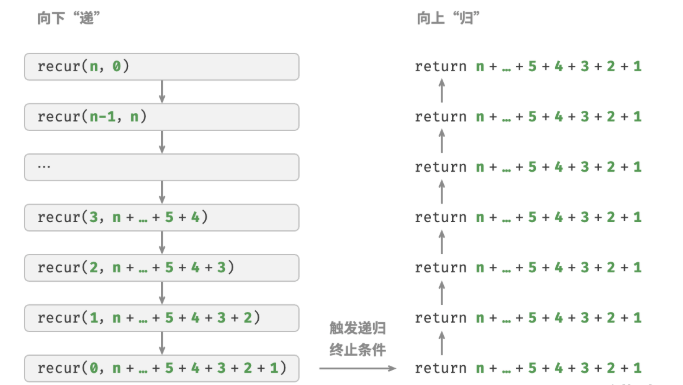 向下“递”
recur(n, 0)
recur(n-1, n)
…
recur(3, n + … + 5 + 4)
recur(2, n + … + 5 + 4 + 3)
recur(1, n + … + 5 + 4 + 3 + 2)
recur(0, n + … + 5 + 4 + 3 + 2 + 1)
触发递归
终止条件
向上“归”
return n + … + 5 + 4 + 3 + 2 + 1
return n + … + 5 + 4 + 3 + 2 + 1
return n + … + 5 + 4 + 3 + 2 + 1
return n + … + 5 + 4 + 3 + 2 + 1
return n + … + 5 + 4 + 3 + 2 + 1
return n + … + 5 + 4 + 3 + 2 + 1
return n + … + 5 + 4 + 3 + 2 + 1